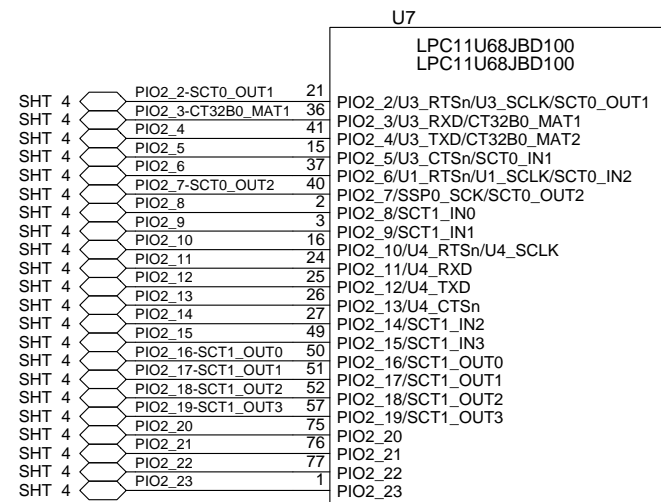 U7
LPC11U68JBD100
LPC11U68JBD100
SHT 4 PIO2_2-SCT0_OUT1 21 PIO2_2/U3_RTSn/U3_SCLK/SCT0_OUT1
SHT 4 PIO2_3-CT32B0_MAT1 36 PIO2_3/U3_RXD/CT32B0_MAT1
SHT 4 PIO2_4 41 PIO2_4/U3_TXD/CT32B0_MAT2
SHT 4 PIO2_5 15 PIO2_5/U3_CTSn/SCT0_IN1
SHT 4 PIO2_6 37 PIO2_6/U1_RTSn/U1_SCLK/SCT0_IN2
SHT 4 PIO2_7-SCT0_OUT2 40 PIO2_7/SSP0_SCK/SCT0_OUT2
SHT 4 PIO2_8 2 PIO2_8/SCT1_IN0
SHT 4 PIO2_9 3 PIO2_9/SCT1_IN1
SHT 4 PIO2_10 16 PIO2_10/U4_RTSn/U4_SCLK
SHT 4 PIO2_11 24 PIO2_11/U4_RXD
SHT 4 PIO2_12 25 PIO2_12/U4_TXD
SHT 4 PIO2_13 26 PIO2_13/U4_CTSn
SHT 4 PIO2_14 27 PIO2_14/SCT1_IN2
SHT 4 PIO2_15 49 PIO2_15/SCT1_IN3
SHT 4 PIO2_16-SCT1_OUT0 50 PIO2_16/SCT1_OUT0
SHT 4 PIO2_17-SCT1_OUT1 51 PIO2_17/SCT1_OUT1
SHT 4 PIO2_18-SCT1_OUT2 52 PIO2_18/SCT1_OUT2
SHT 4 PIO2_19-SCT1_OUT3 57 PIO2_19/SCT1_OUT3
SHT 4 PIO2_20 75 PIO2_20
SHT 4 PIO2_21 76 PIO2_21
SHT 4 PIO2_22 77 PIO2_22
SHT 4 PIO2_23 1 PIO2_23